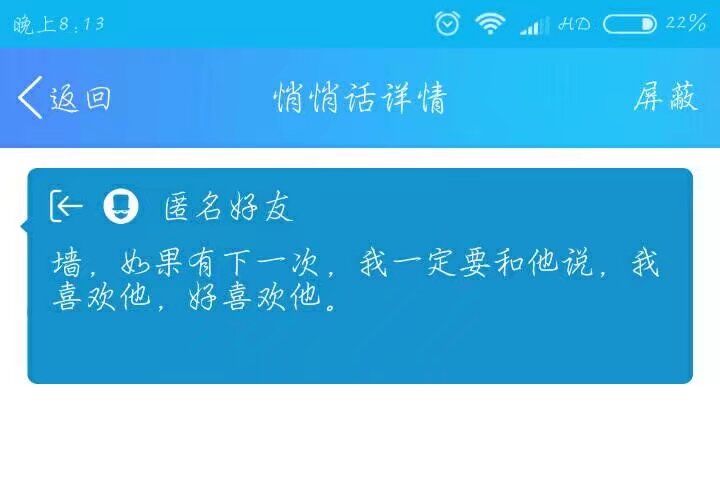 晚上8:13 HD 22%
返回 悄悄话详情 屏蔽
匿名好友
墙，如果有下一次，我一定要和他说，我
喜欢他，好喜欢他。